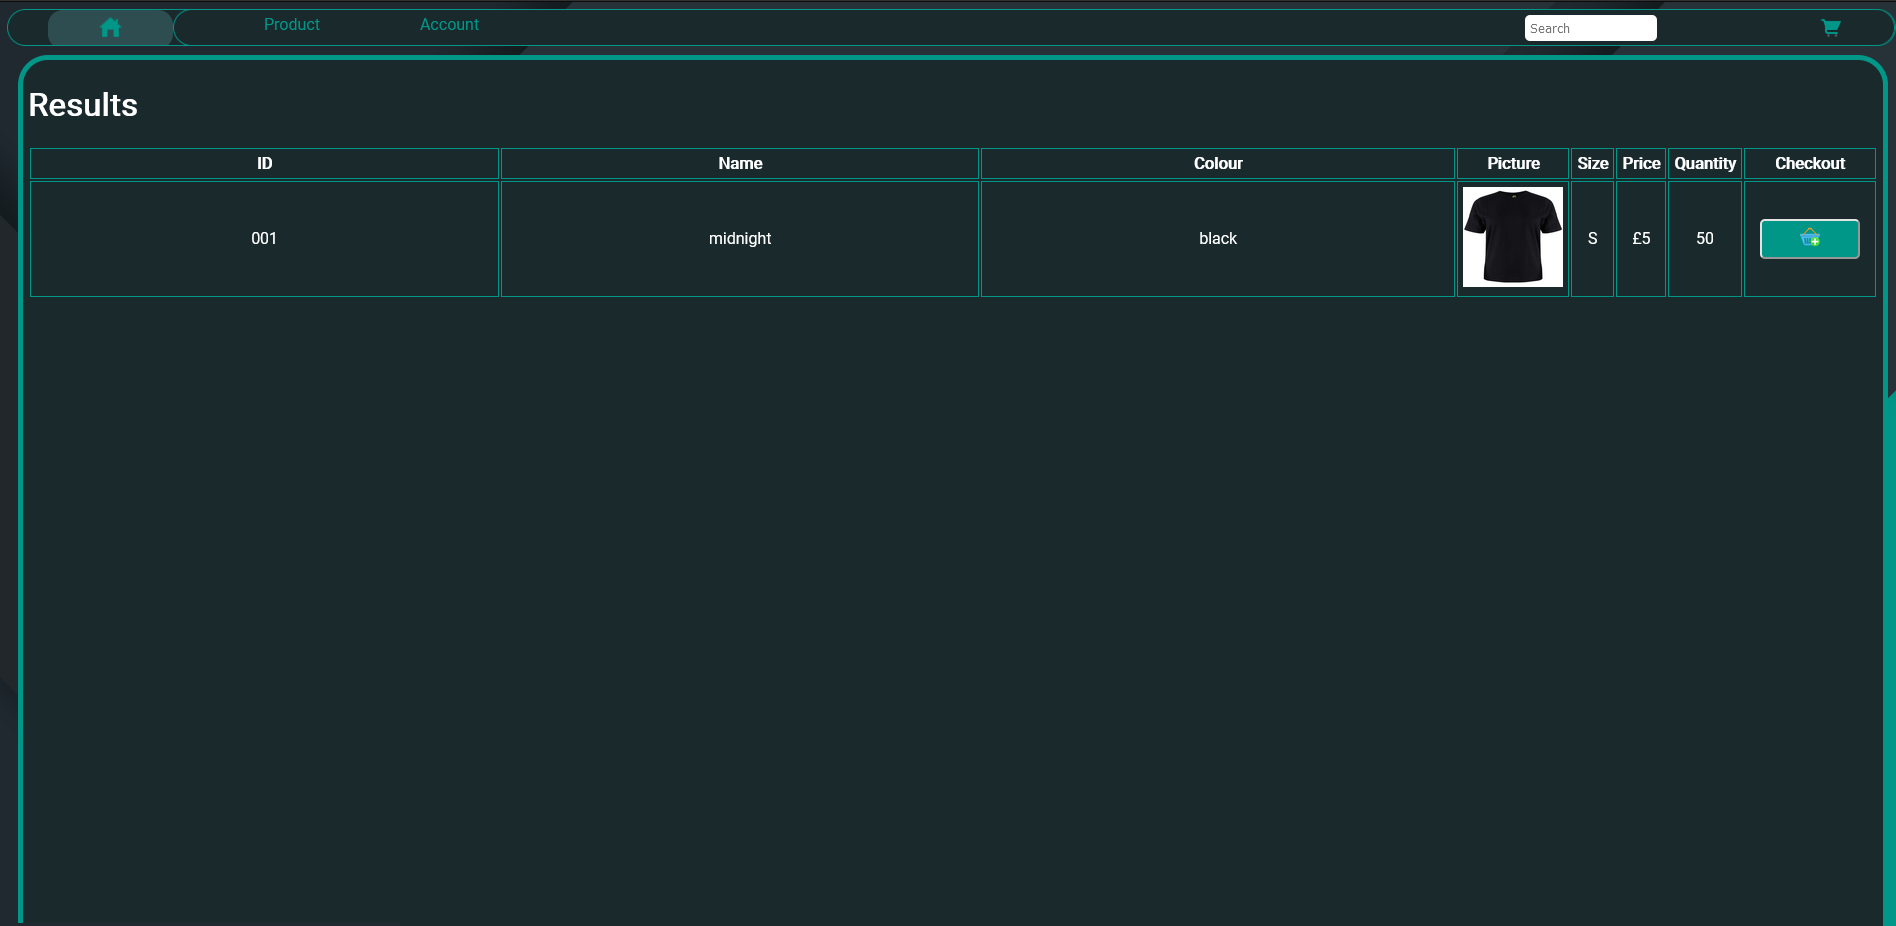 Product Account Search
Results
ID Name Colour Picture Size Price Quantity Checkout
001 midnight black S £5 50